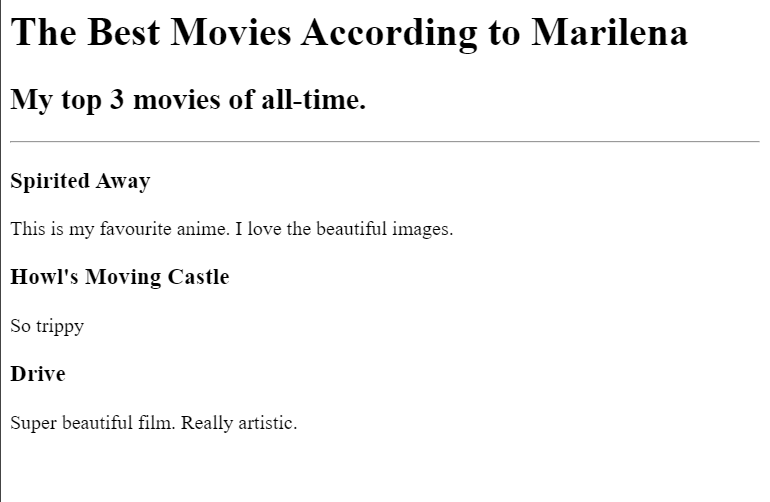 The Best Movies According to Marilena
My top 3 movies of all-time.
Spirited Away
This is my favourite anime. I love the beautiful images.
Howl's Moving Castle
So trippy
Drive
Super beautiful film. Really artistic.